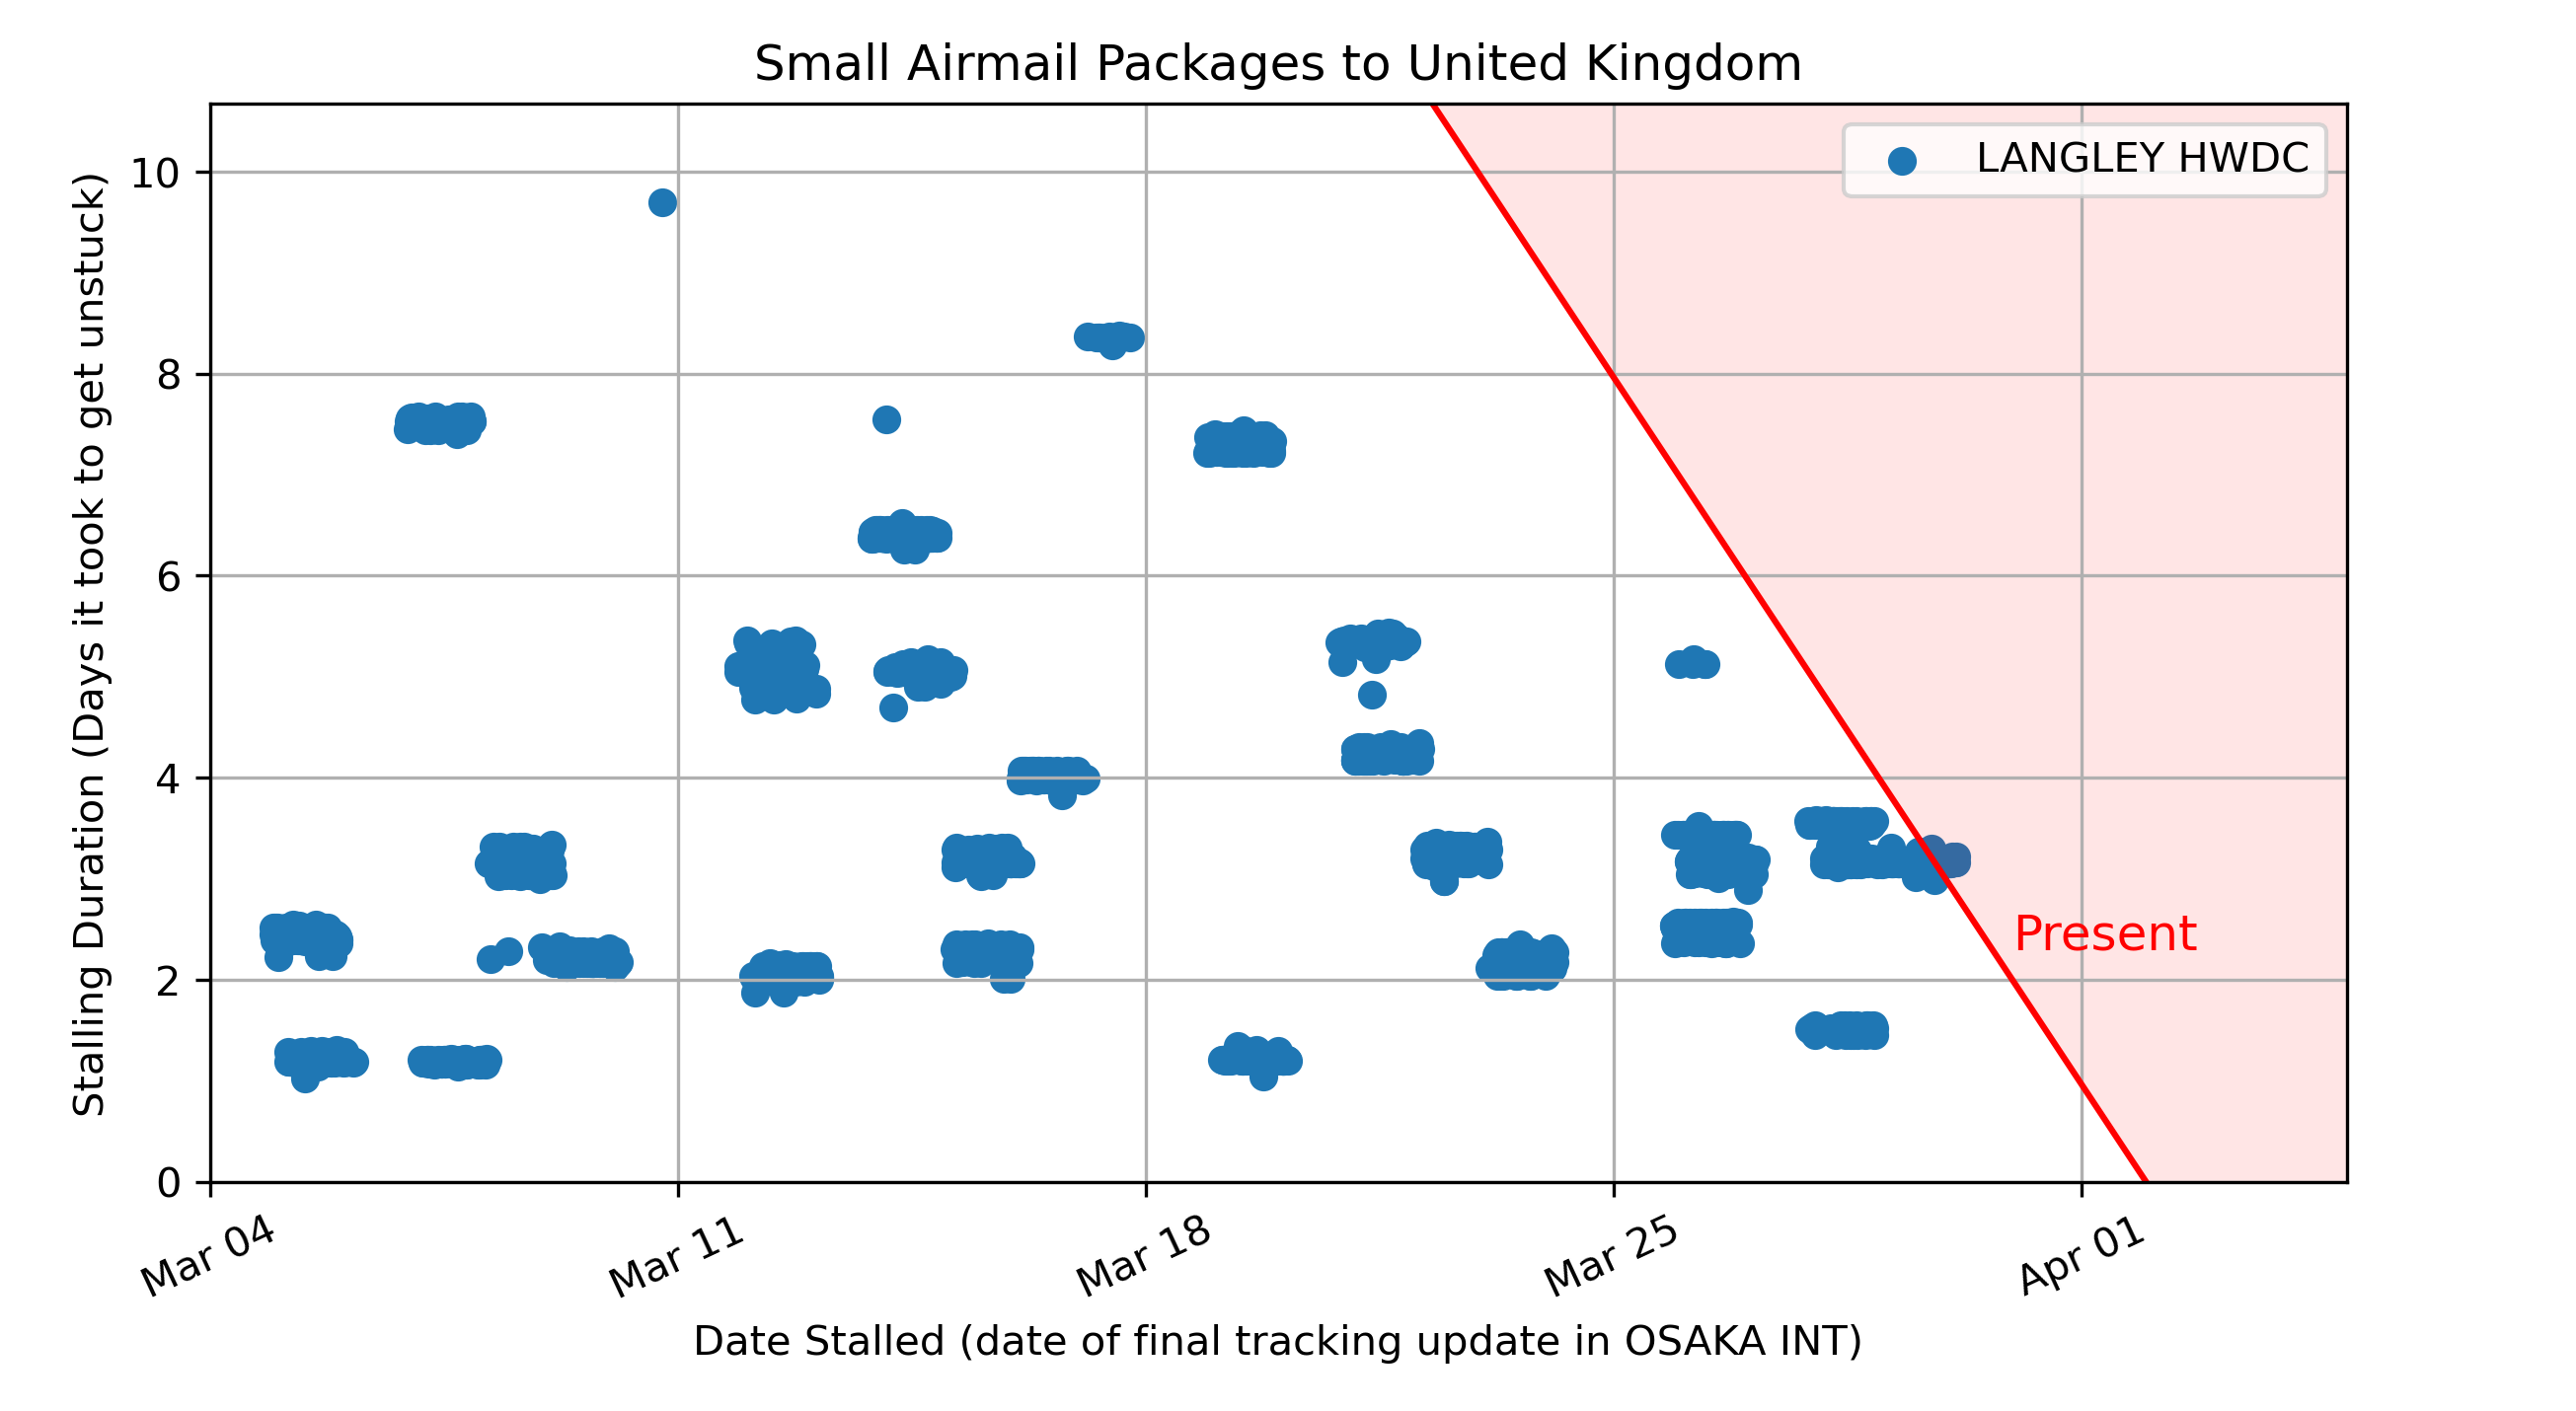 Small Airmail Packages to United Kingdom
LANGLEY HWDC
Stalling Duration (Days it took to get unstuck)
10
8
6
4
2
0
Present
Mar 04
Mar 11
Mar 18
Mar 25
Apr 01
Date Stalled (date of final tracking update in OSAKA INT)